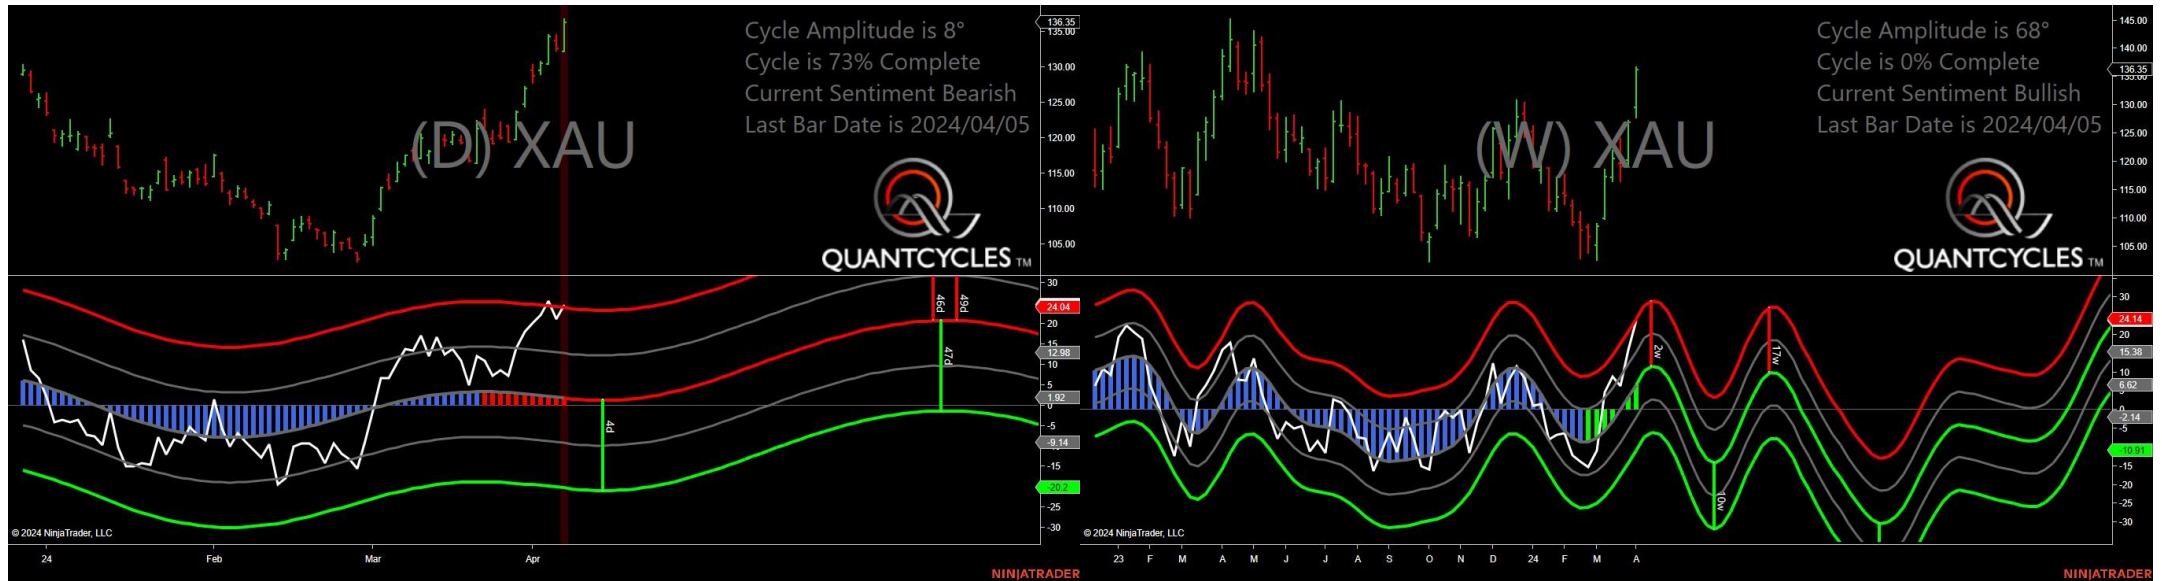 Cycle Amplitude is 8°
Cycle is 73% Complete
Current Sentiment Bearish
Last Bar Date is 2024/04/05
(D) XAU
QUANTCYCLES TM
136.35
135.00
130.00
125.00
120.00
115.00
110.00
105.00
30
24.04
20
12.98
10
5
1.92
0
-5
-9.14
-15
-20.2
-25
-30
46d
49d
47d
4d
© 2024 NinjaTrader, LLC
24 Feb Mar Apr
NINJATRADER
Cycle Amplitude is 68°
Cycle is 0% Complete
Current Sentiment Bullish
Last Bar Date is 2024/04/05
(W) XAU
QUANTCYCLES TM
145.00
140.00
136.35
135.00
130.00
125.00
120.00
115.00
110.00
105.00
30
24.14
20
15.38
10
6.62
0
-2.14
-5
-10.91
-15
-20
-25
-30
2w
17w
10w
© 2024 NinjaTrader, LLC
23 F M A M J J A S O N D 24 F M A
NINJATRADER